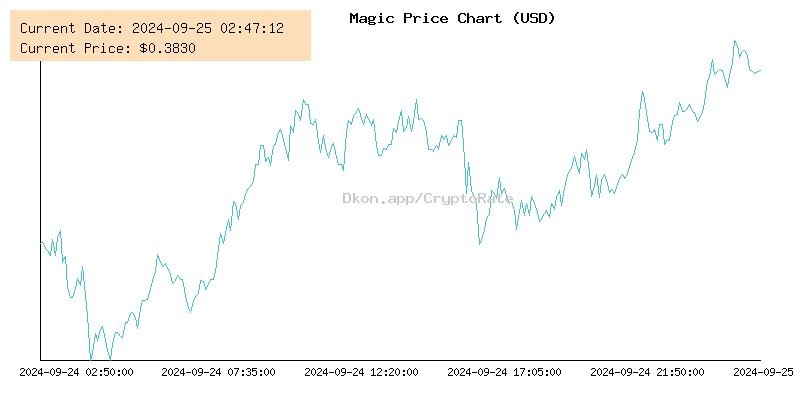 Magic Price Chart (USD)
Current Date: 2024-09-25 02:47:12
Current Price: $0.3830
Dkon.app/CryptoRate
2024-09-24 02:50:00 2024-09-24 07:35:00 2024-09-24 12:20:00 2024-09-24 17:05:00 2024-09-24 21:50:00 2024-09-25